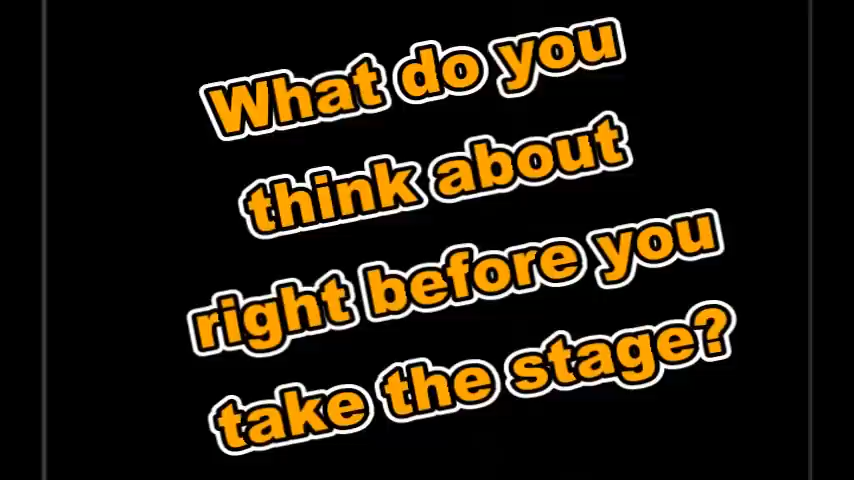 What do you
think about
right before you
take the stage?